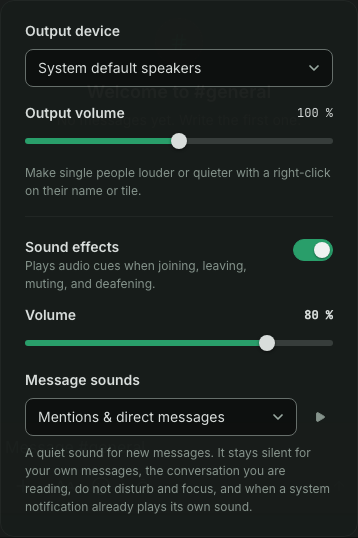 Output device
System default speakers
Welcome to #general
Output volume
100 %
Make single people louder or quieter with a right-click
on their name or tile.
Sound effects
Plays audio cues when joining, leaving,
muting, and deafening.
Volume
80 %
Message sounds
Mentions & direct messages
A quiet sound for new messages. It stays silent for
your own messages, the conversation you are
reading, do not disturb and focus, and when a system
notification already plays its own sound.